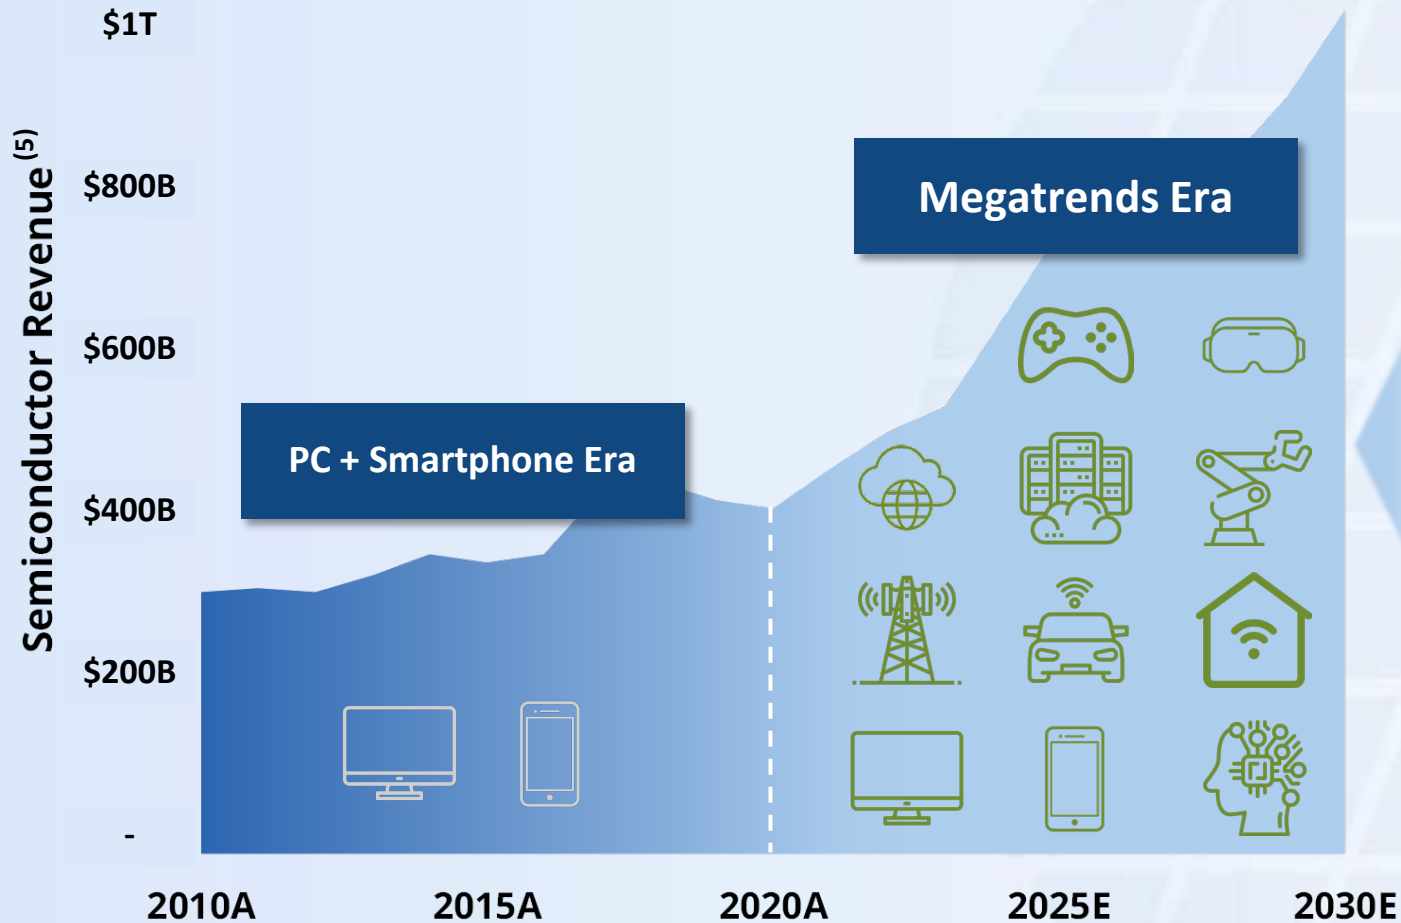 $1T
$800B
$600B
$400B
$200B
-
Semiconductor Revenue (5)
Megatrends Era
PC + Smartphone Era
2010A
2015A
2020A
2025E
2030E